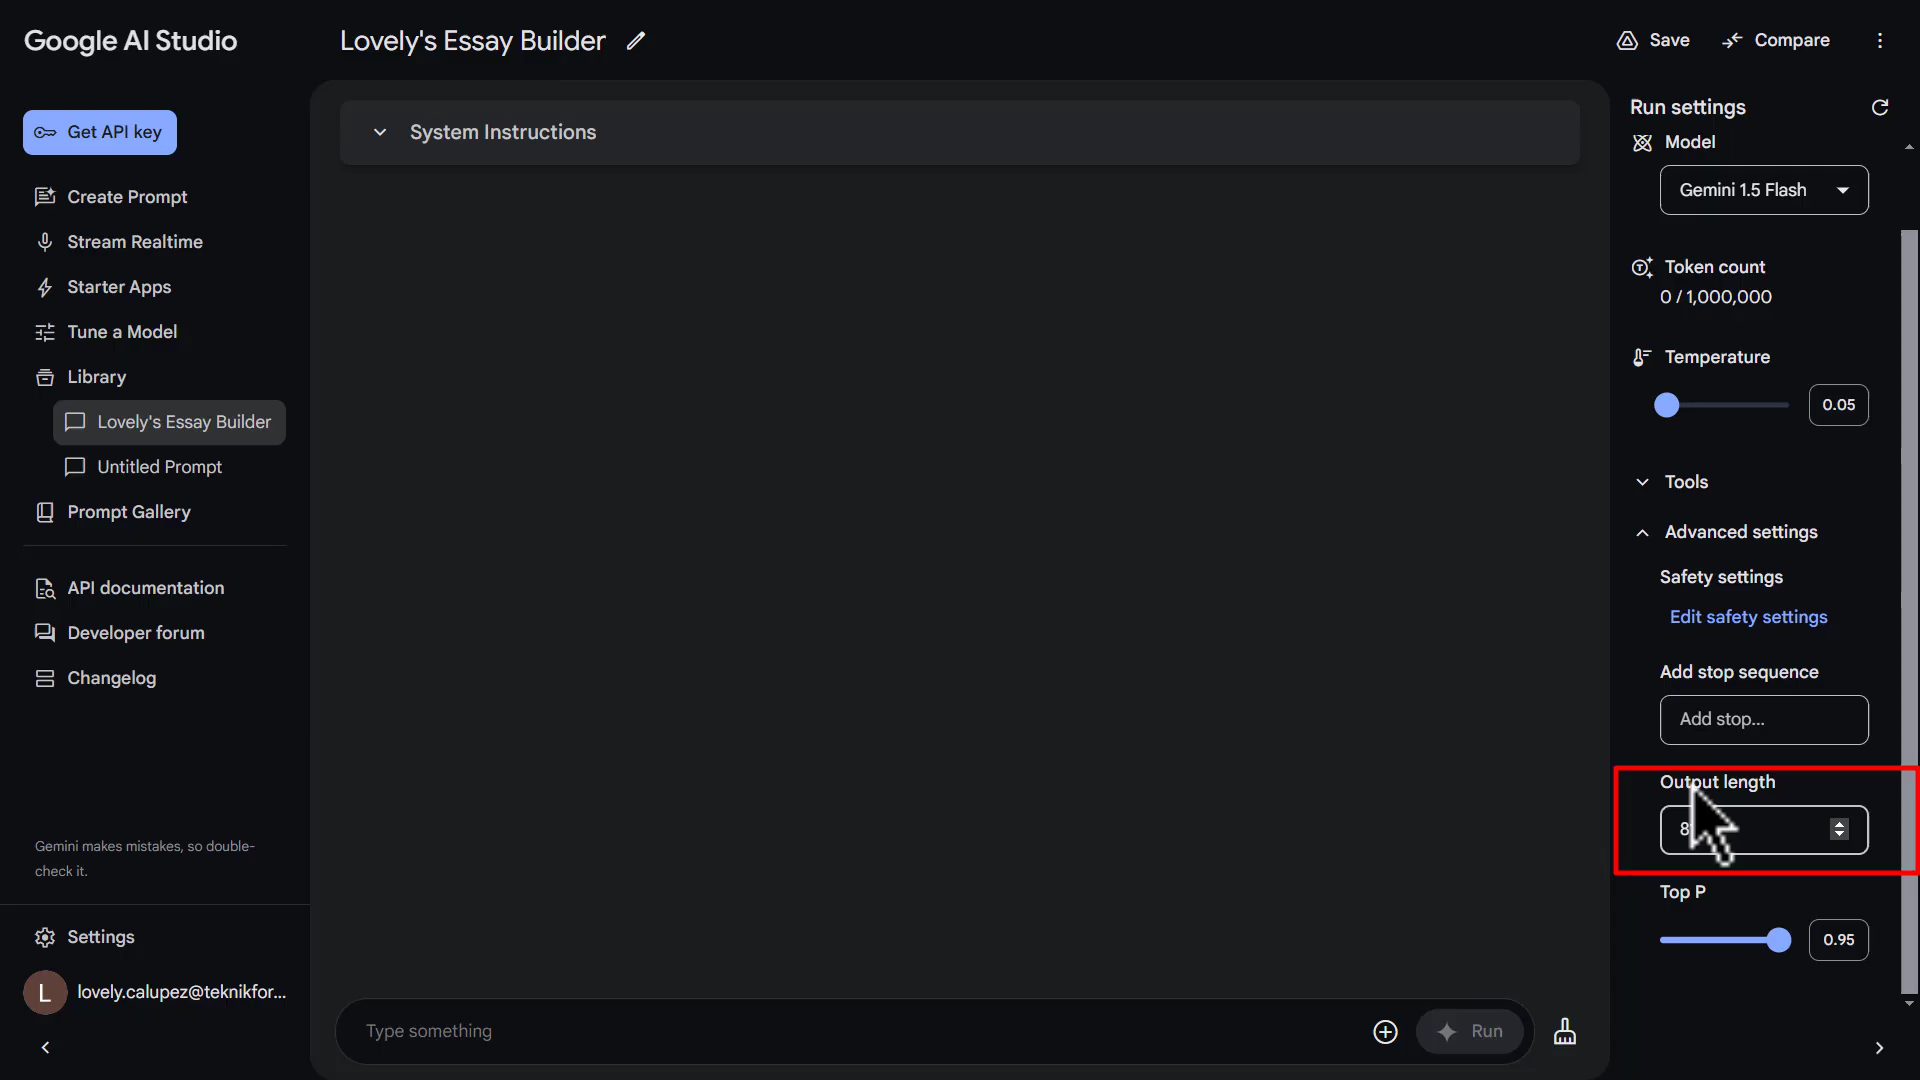 Google AI Studio
Lovely's Essay Builder
Save
Compare
Get API key
Create Prompt
Stream Realtime
Starter Apps
Tune a Model
Library
Lovely's Essay Builder
Untitled Prompt
Prompt Gallery
API documentation
Developer forum
Changelog
Gemini makes mistakes, so double-
check it.
Settings
L
lovely.calupez@teknikfor...
System Instructions
Type something
Run
Run settings
Model
Gemini 1.5 Flash
Token count
0 / 1,000,000
Temperature
0.05
Tools
Advanced settings
Safety settings
Edit safety settings
Add stop sequence
Add stop...
Output length
Top P
0.95